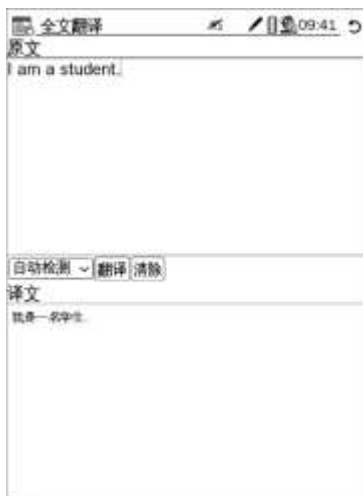 全文翻译 09:41
原文
I am a student.
自动检测 翻译 清除
译文
我是一名学生.